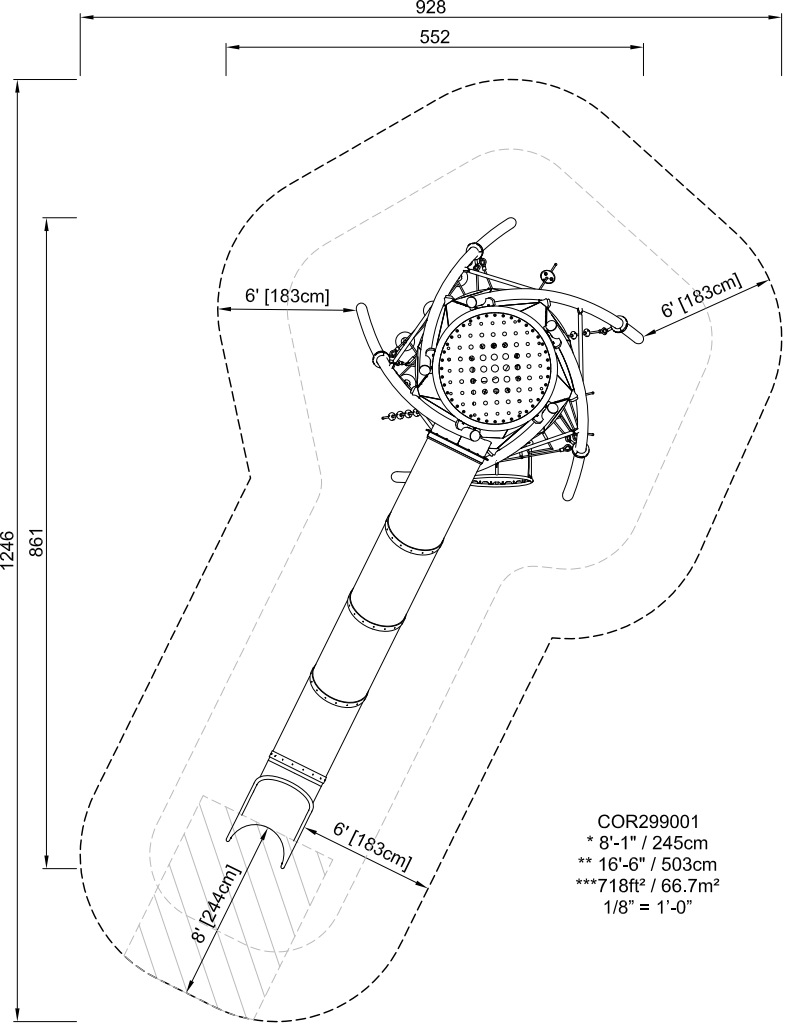 928
552
6' [183cm]
6' [183cm]
1246
861
6' [183cm]
8' [244cm]
COR299001
* 8'-1" / 245cm
** 16'-6" / 503cm
***718ft² / 66.7m²
1/8” = 1’-0”